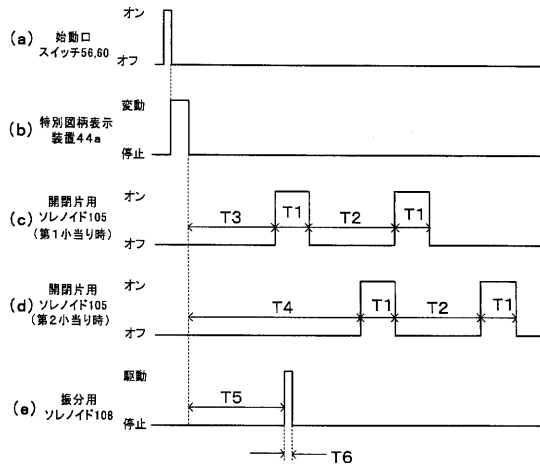 (a) 始動口
スイッチ56,60
オン
オフ
(b) 特別図柄表示
装置44a
変動
停止
(c) 開閉片用
ソレノイド105
(第1小当り時)
オン
オフ
T3
T1
T2
T1
(d) 開閉片用
ソレノイド105
(第2小当り時)
オン
オフ
T4
T1
T2
T1
(e) 振分用
ソレノイド108
駆動
停止
T5
T6